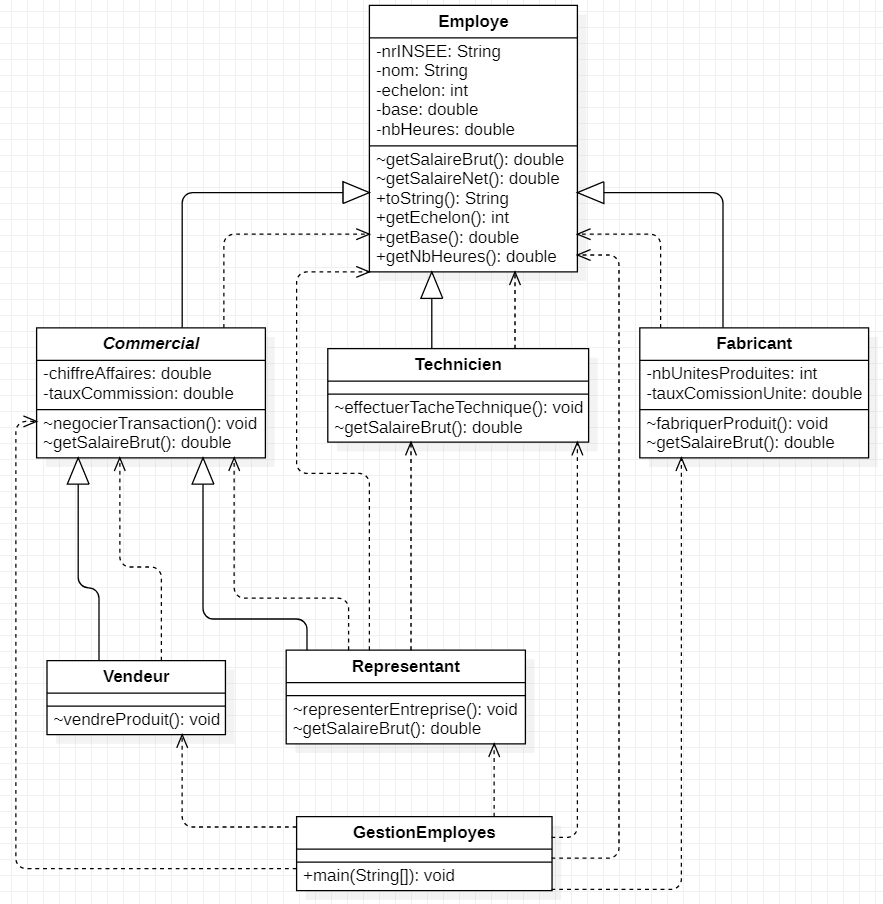 Employe
-nrINSEE: String
-nom: String
-echelon: int
-base: double
-nbHeures: double
~getSalaireBrut(): double
~getSalaireNet(): double
+toString(): String
+getEchelon(): int
+getBase(): double
+getNbHeures(): double
Commercial
-chiffreAffaires: double
-tauxCommission: double
~negocierTransaction(): void
~getSalaireBrut(): double
Technicien
~effectuerTacheTechnique(): void
~getSalaireBrut(): double
Fabricant
-nbUnitesProduites: int
-tauxComissionUnite: double
~fabriquerProduit(): void
~getSalaireBrut(): double
Vendeur
~vendreProduit(): void
Representant
~representerEntreprise(): void
~getSalaireBrut(): double
GestionEmployes
+main(String[]): void